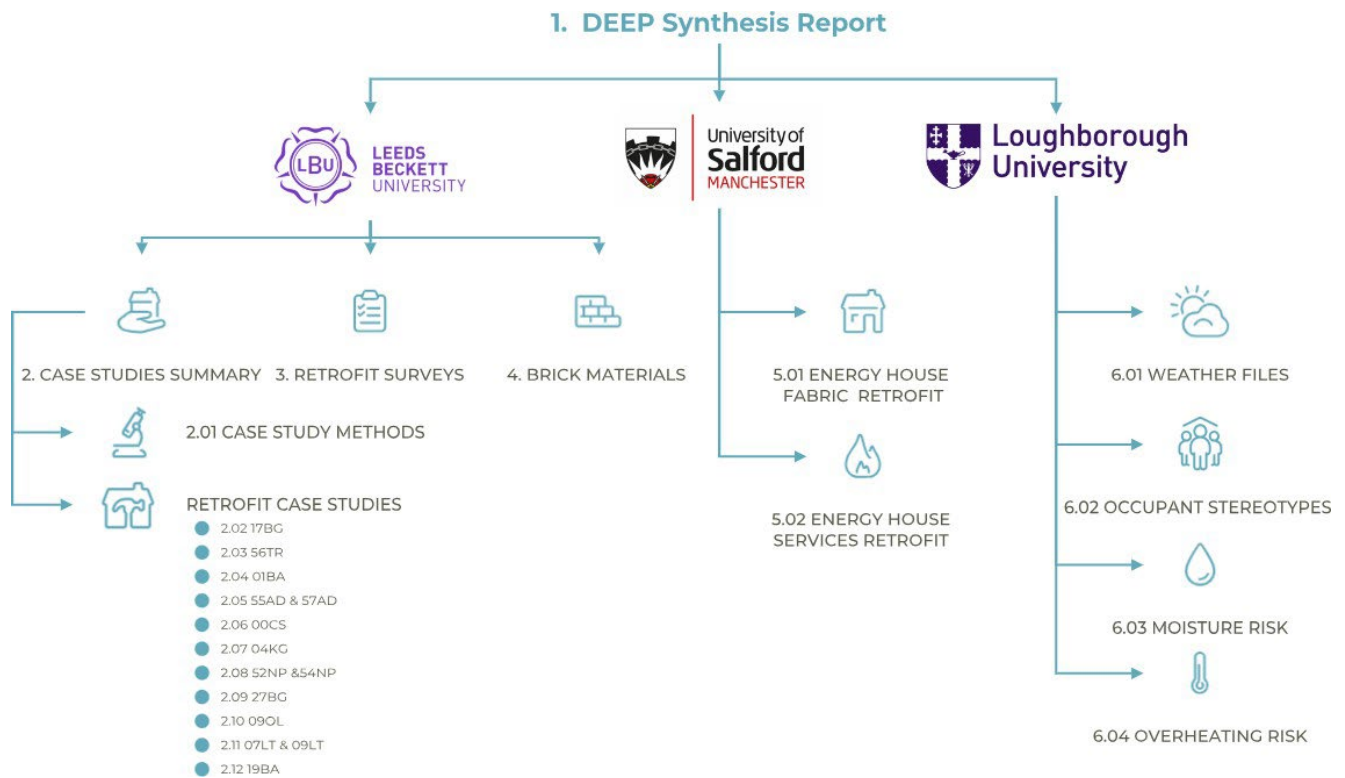 1. DEEP Synthesis Report
LBU
LEEDS
BECKETT
UNIVERSITY
University of
Salford
MANCHESTER
Loughborough
University
2. CASE STUDIES SUMMARY
3. RETROFIT SURVEYS
4. BRICK MATERIALS
2.01 CASE STUDY METHODS
RETROFIT CASE STUDIES
2.02 17BG
2.03 56TR
2.04 01BA
2.05 55AD & 57AD
2.06 00CS
2.07 04KG
2.08 52NP &54NP
2.09 27BG
2.10 09OL
2.11 07LT & 09LT
2.12 19BA
5.01 ENERGY HOUSE
FABRIC RETROFIT
5.02 ENERGY HOUSE
SERVICES RETROFIT
6.01 WEATHER FILES
6.02 OCCUPANT STEREOTYPES
6.03 MOISTURE RISK
6.04 OVERHEATING RISK